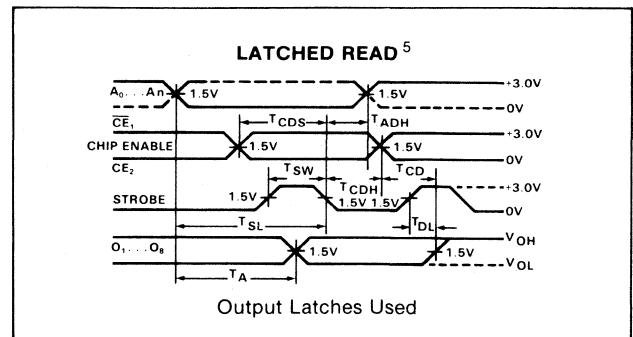 LATCHED READ 5
A₀...An 1.5V 1.5V +3.0V
0V
TCDS TADH
C̅E̅₁ +3.0V
CHIP ENABLE 1.5V 1.5V
CE₂ 0V
TSW TCDH TCD
+3.0V
STROBE 1.5V 1.5V 1.5V
0V
TSL TDL
O₁...O₈ 1.5V VOH
1.5V
VOL
TA
Output Latches Used